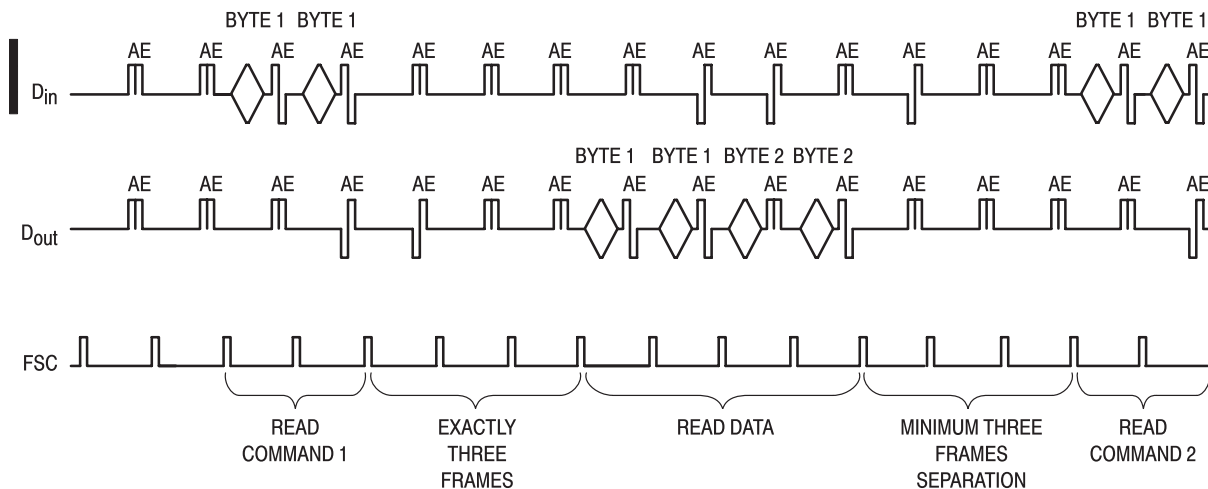 BYTE 1 BYTE 1 BYTE 1 BYTE 1
AE AE AE AE AE AE AE AE AE AE AE AE AE AE AE AE
Din
BYTE 1 BYTE 1 BYTE 2 BYTE 2
AE AE AE AE AE AE AE AE AE AE AE AE AE AE AE AE
Dout
FSC
READ
COMMAND 1
EXACTLY
THREE
FRAMES
READ DATA
MINIMUM THREE
FRAMES
SEPARATION
READ
COMMAND 2